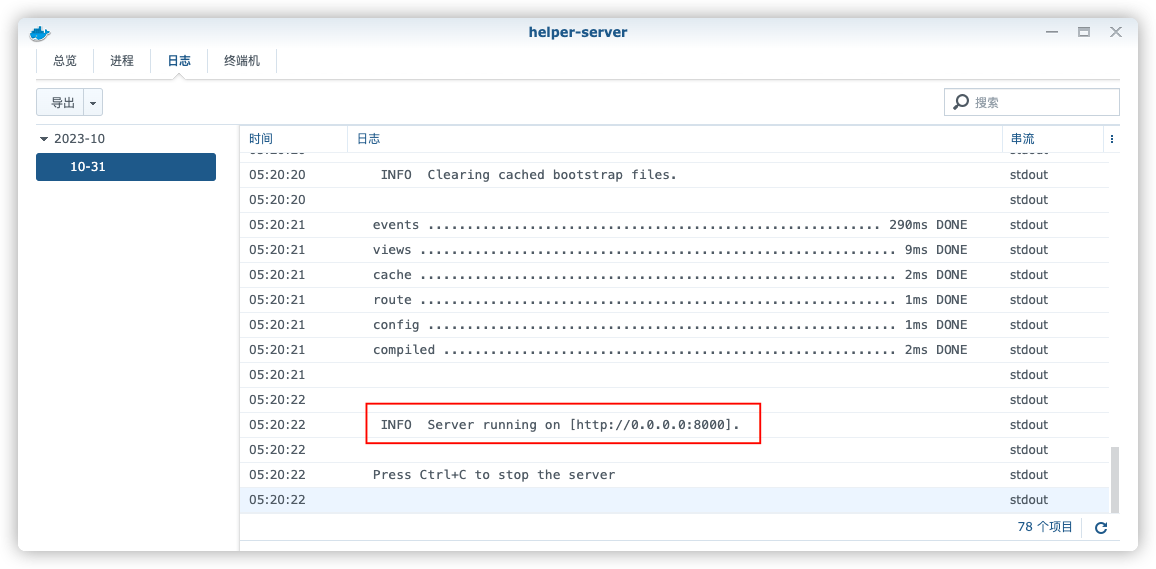 helper-server
总览 进程 日志 终端机
导出 搜索
2023-10
10-31
时间 日志 串流
05:20:20 INFO Clearing cached bootstrap files. stdout
05:20:20 stdout
05:20:21 events .......................................................... 290ms DONE stdout
05:20:21 views ............................................................. 9ms DONE stdout
05:20:21 cache ............................................................. 2ms DONE stdout
05:20:21 route ............................................................. 1ms DONE stdout
05:20:21 config ............................................................ 1ms DONE stdout
05:20:21 compiled .......................................................... 2ms DONE stdout
05:20:21 stdout
05:20:22 stdout
05:20:22 INFO Server running on [http://0.0.0.0:8000]. stdout
05:20:22 stdout
05:20:22 Press Ctrl+C to stop the server stdout
05:20:22 stdout
78 个项目